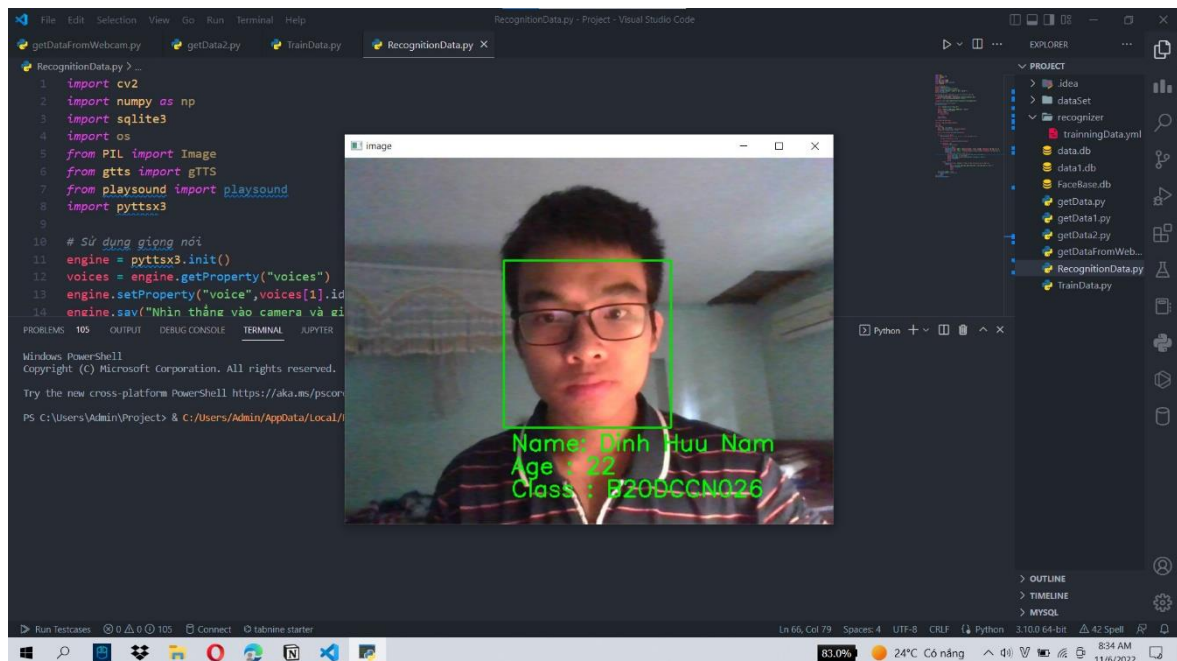 File Edit Selection View Go Run Terminal Help
RecognitionData.py - Project - Visual Studio Code
getDataFromWebcam.py
getData2.py
TrainData.py
RecognitionData.py
RecognitionData.py > ...
1 import cv2
2 import numpy as np
3 import sqlite3
4 import os
5 from PIL import Image
6 from gtts import gTTS
7 from playsound import playsound
8 import pyttsx3
9
10 # Sử dụng giọng nói
11 engine = pyttsx3.init()
12 voices = engine.getProperty("voices")
13 engine.setProperty("voice",voices[1].id
14 engine.say("Nhìn thẳng vào camera và gi
image
Name: Dinh Huu Nam
Age : 22
Class : B20DCCN026
PROBLEMS 105 OUTPUT DEBUG CONSOLE TERMINAL JUPYTER
Python
Windows PowerShell
Copyright (C) Microsoft Corporation. All rights reserved.
Try the new cross-platform PowerShell https://aka.ms/pscor
PS C:\Users\Admin\Project> & C:/Users/Admin/AppData/Local/
EXPLORER
PROJECT
.idea
dataSet
recognizer
trainningData.yml
data.db
data1.db
FaceBase.db
getData.py
getData1.py
getData2.py
getDataFromWeb...
RecognitionData.py
TrainData.py
OUTLINE
TIMELINE
MYSQL
Run Testcases 0 0 105 Connect tabnine starter
Ln 66, Col 79 Spaces: 4 UTF-8 CRLF Python 3.10.0 64-bit 42 Spell
83.0% 24°C Có nắng 8:34 AM
11/6/2022